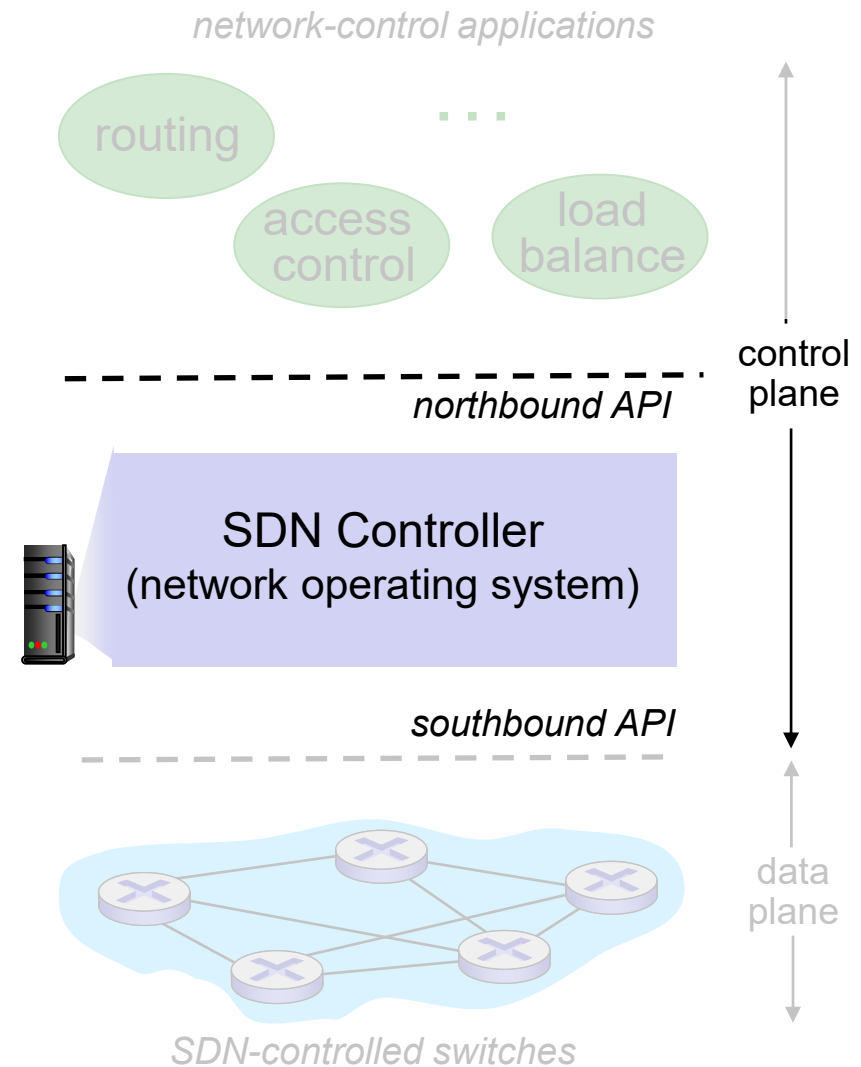 network-control applications
routing
. . .
access
control
load
balance
control
plane
northbound API
SDN Controller
(network operating system)
southbound API
data
plane
SDN-controlled switches